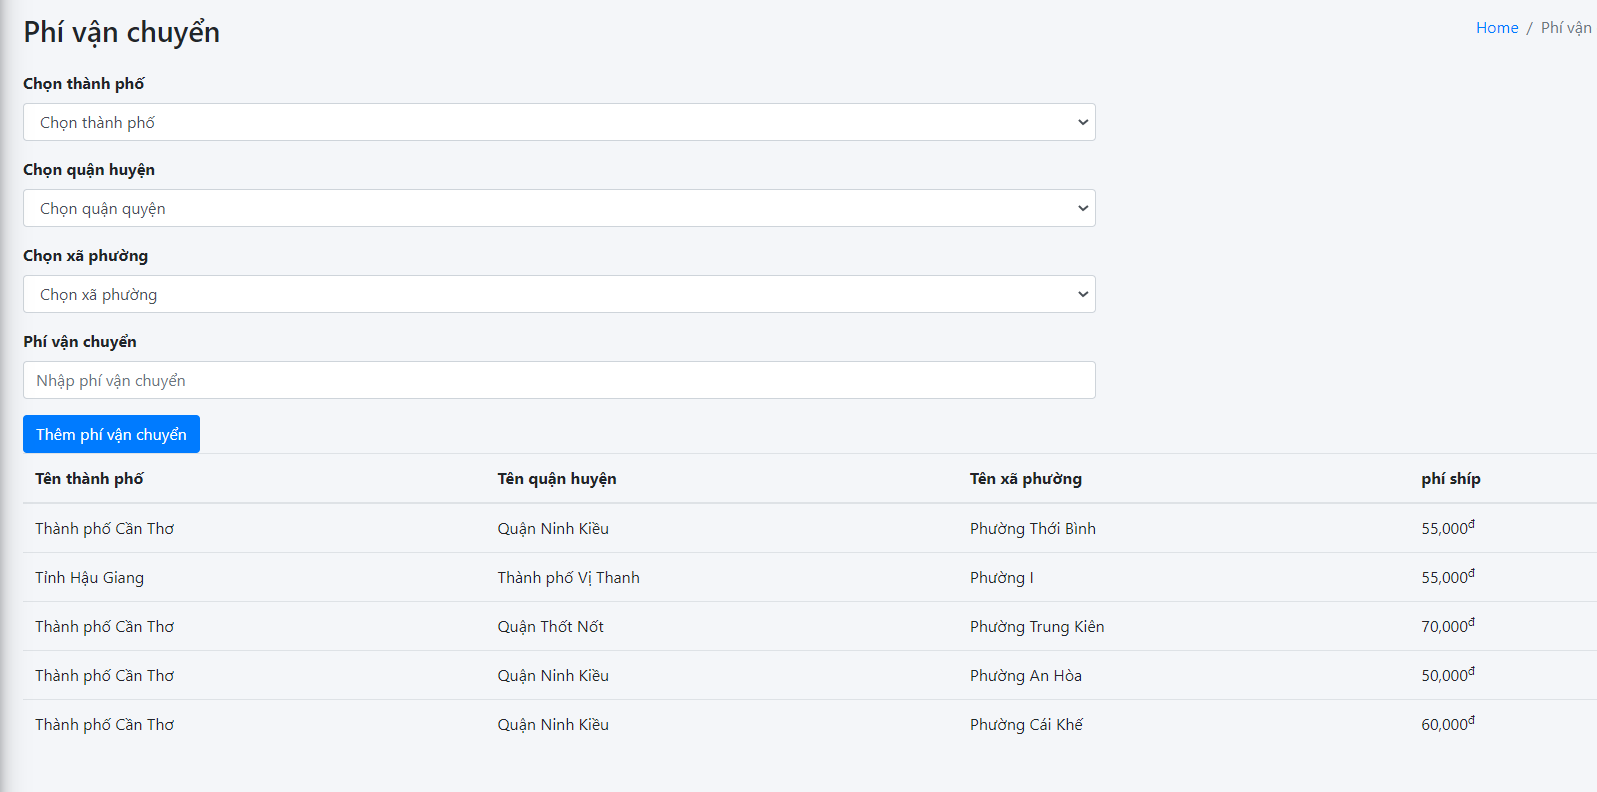 Phí vận chuyển
Home / Phí vận
Chọn thành phố
Chọn thành phố
Chọn quận huyện
Chọn quận quyện
Chọn xã phường
Chọn xã phường
Phí vận chuyển
Nhập phí vận chuyển
Thêm phí vận chuyển
Tên thành phố Tên quận huyện Tên xã phường phí shíp
Thành phố Cần Thơ Quận Ninh Kiều Phường Thới Bình 55,000đ
Tỉnh Hậu Giang Thành phố Vị Thanh Phường I 55,000đ
Thành phố Cần Thơ Quận Thốt Nốt Phường Trung Kiên 70,000đ
Thành phố Cần Thơ Quận Ninh Kiều Phường An Hòa 50,000đ
Thành phố Cần Thơ Quận Ninh Kiều Phường Cái Khế 60,000đ